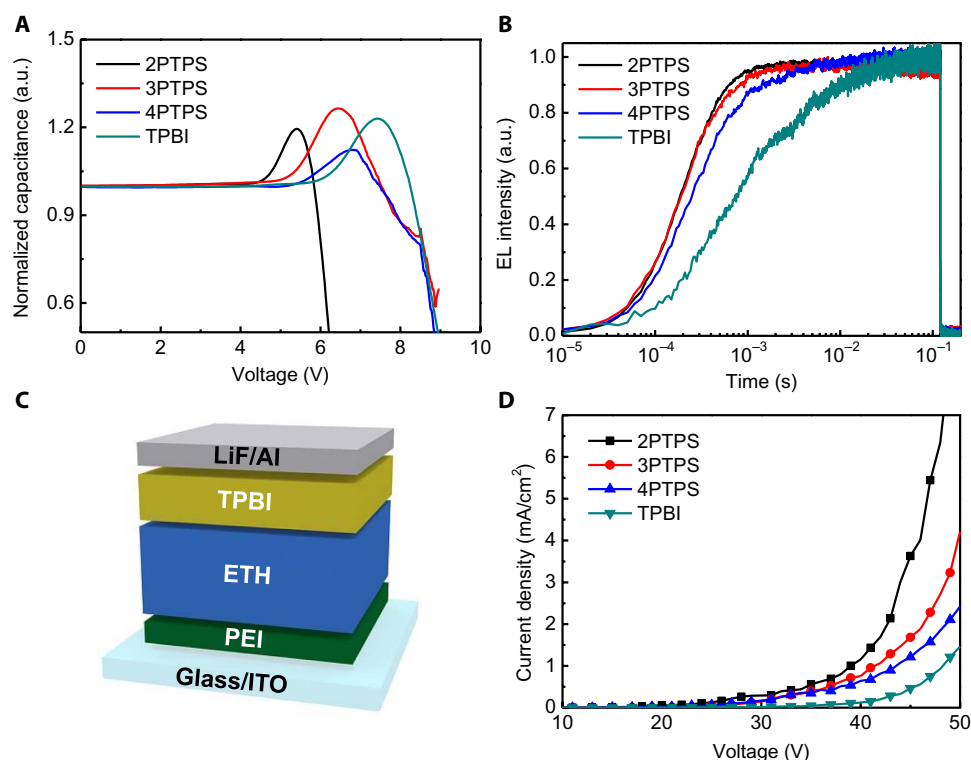 A
1.5
1.2
0.9
0.6
Normalized capacitance (a.u.)
2PTPS
3PTPS
4PTPS
TPBI
0 2 4 6 8 10
Voltage (V)
B
1.0
0.8
0.6
0.4
0.2
0.0
EL intensity (a.u.)
2PTPS
3PTPS
4PTPS
TPBI
10⁻⁵ 10⁻⁴ 10⁻³ 10⁻² 10⁻¹
Time (s)
C
LiF/Al
TPBI
ETH
PEI
Glass/ITO
D
7
6
5
4
3
2
1
0
Current density (mA/cm²)
2PTPS
3PTPS
4PTPS
TPBI
10 20 30 40 50
Voltage (V)